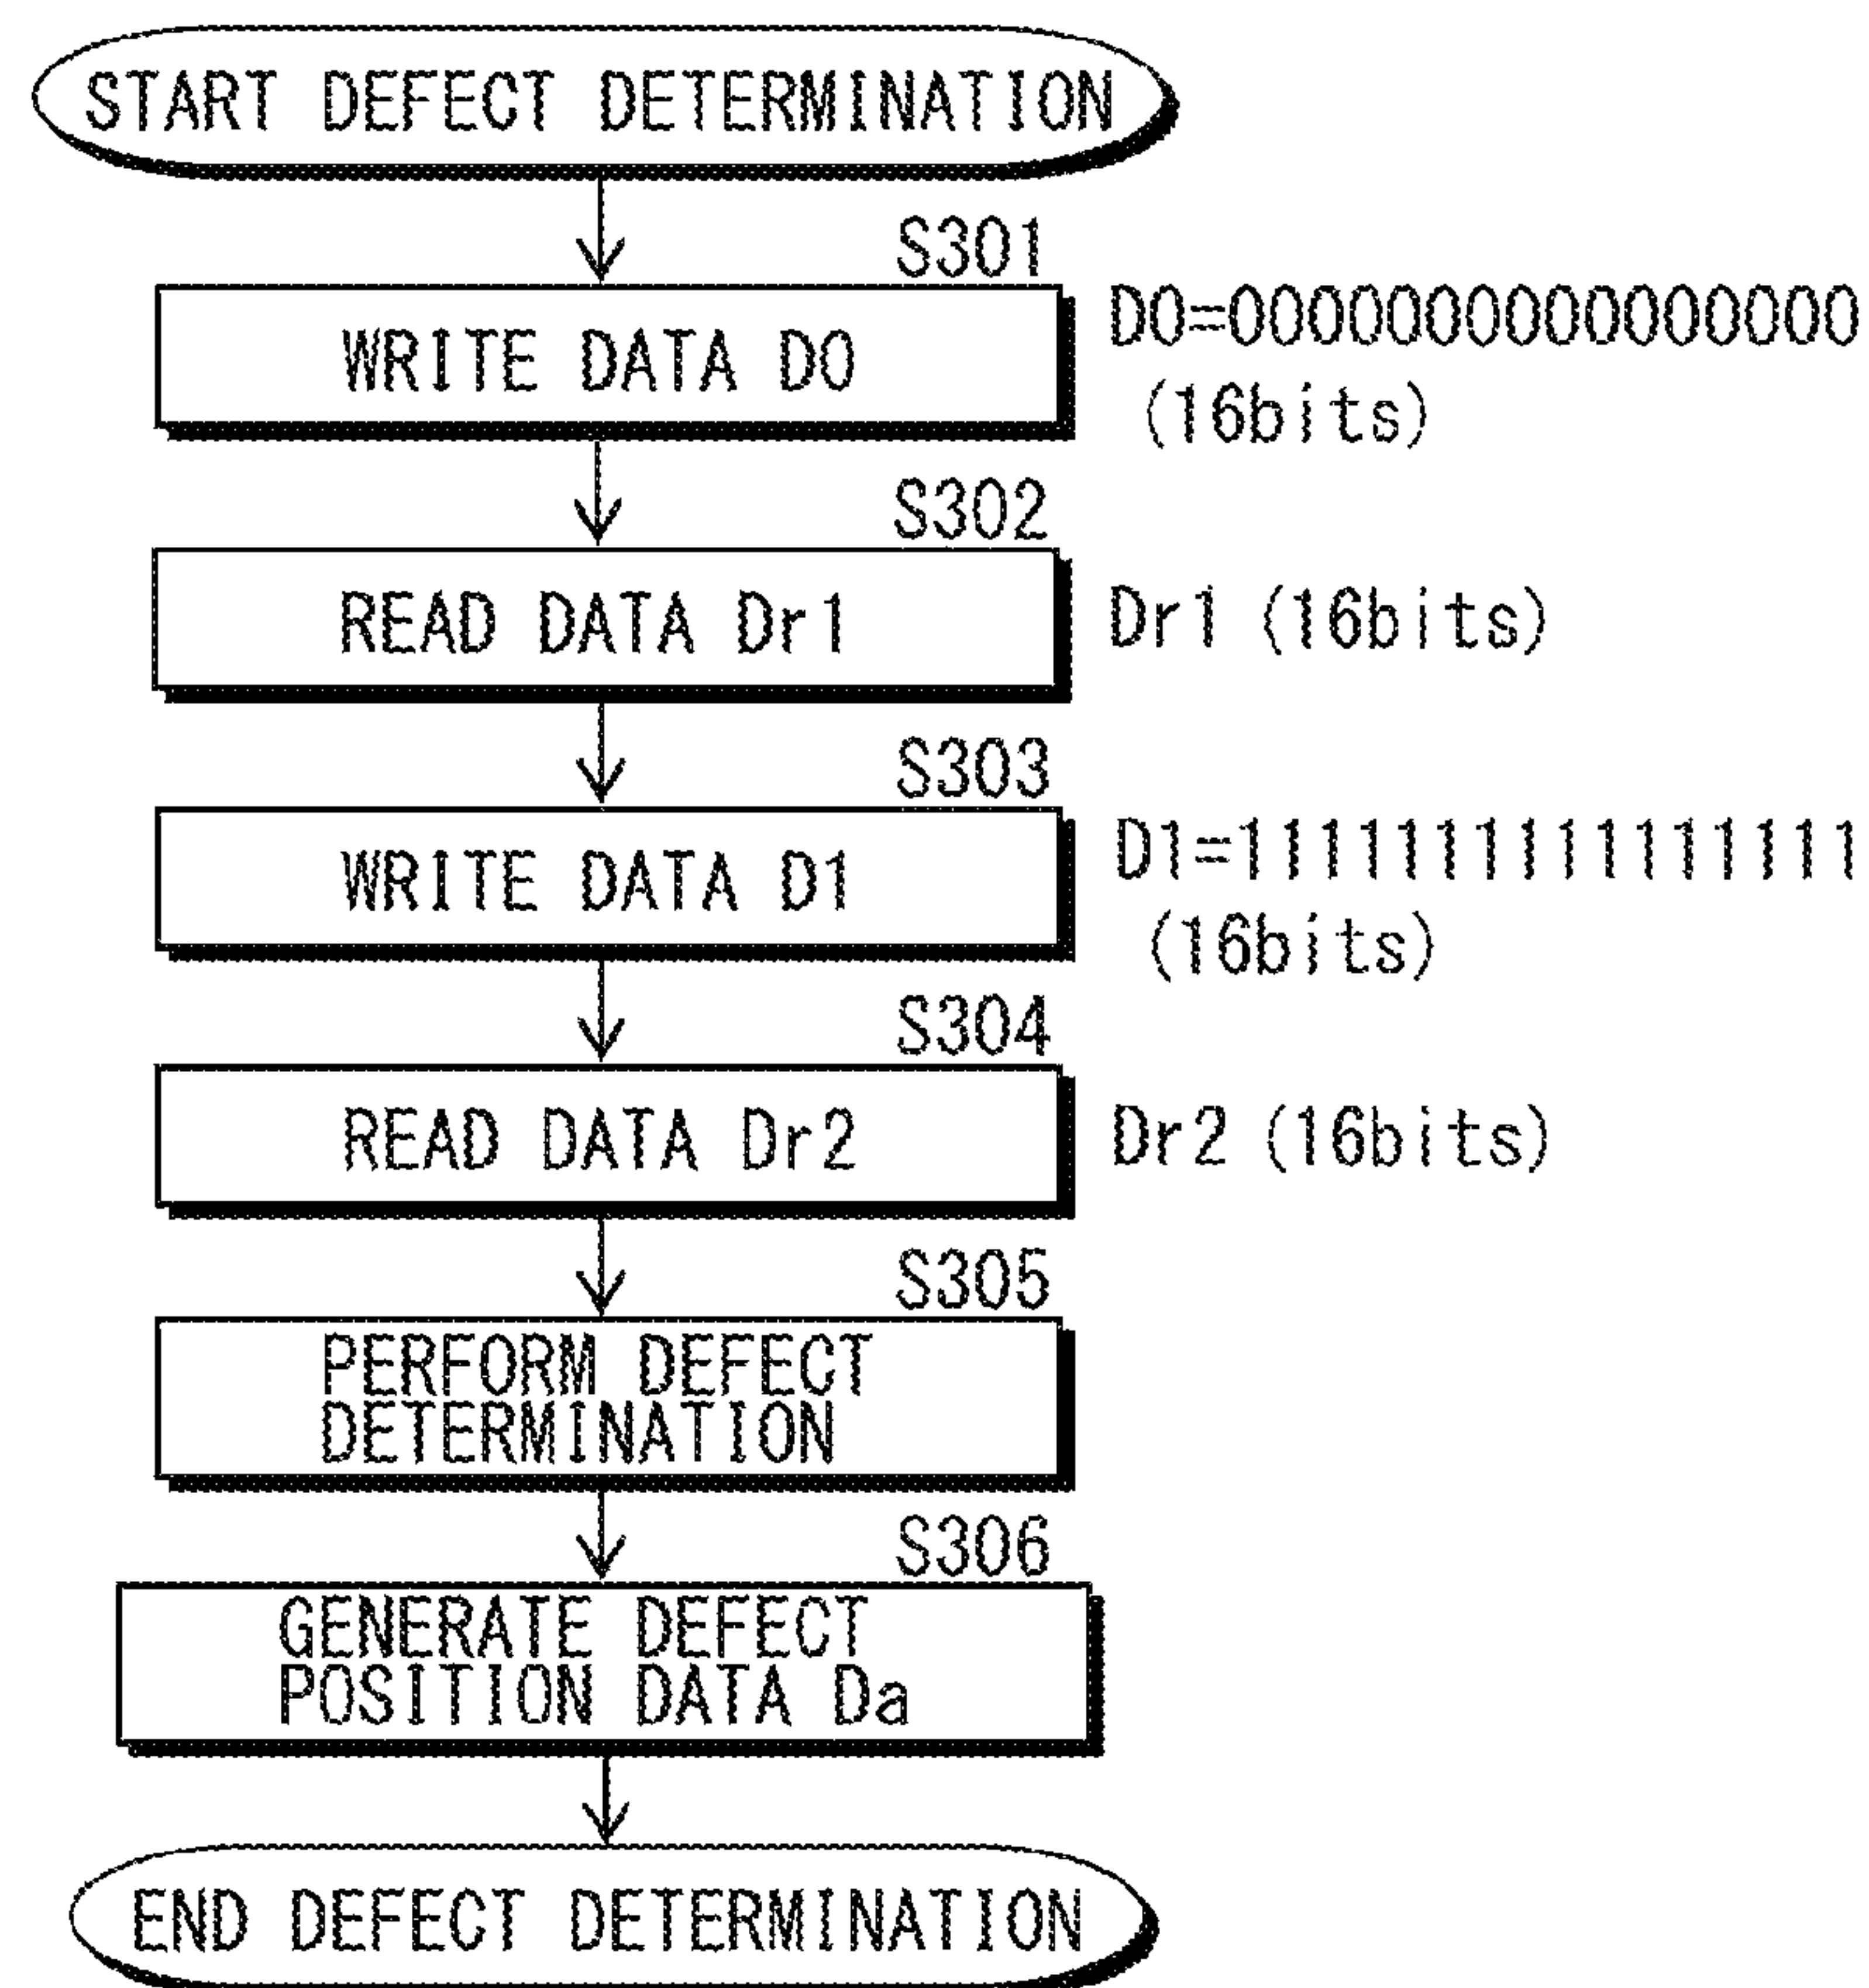 START DEFECT DETERMINATION
S301
WRITE DATA D0
D0=0000000000000000
(16bits)
S302
READ DATA Dr1
Dr1 (16bits)
S303
WRITE DATA D1
D1=1111111111111111
(16bits)
S304
READ DATA Dr2
Dr2 (16bits)
S305
PERFORM DEFECT
DETERMINATION
S306
GENERATE DEFECT
POSITION DATA Da
END DEFECT DETERMINATION